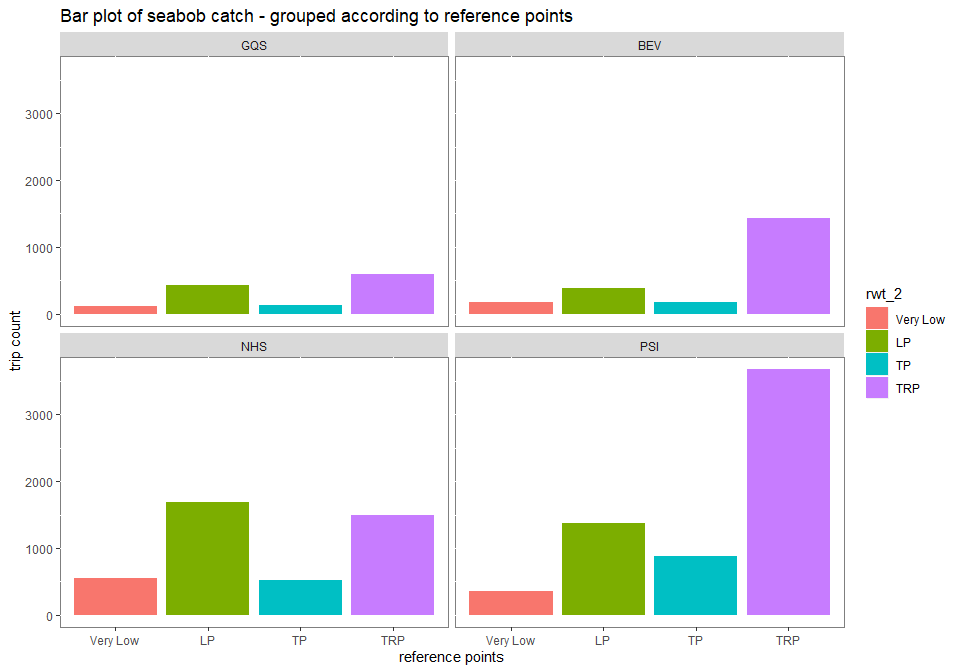 Bar plot of seabob catch - grouped according to reference points
GQS
BEV
3000
2000
1000
0
NHS
PSI
3000
2000
1000
0
Very Low
LP
TP
TRP
Very Low
LP
TP
TRP
reference points
trip count
rwt_2
Very Low
LP
TP
TRP